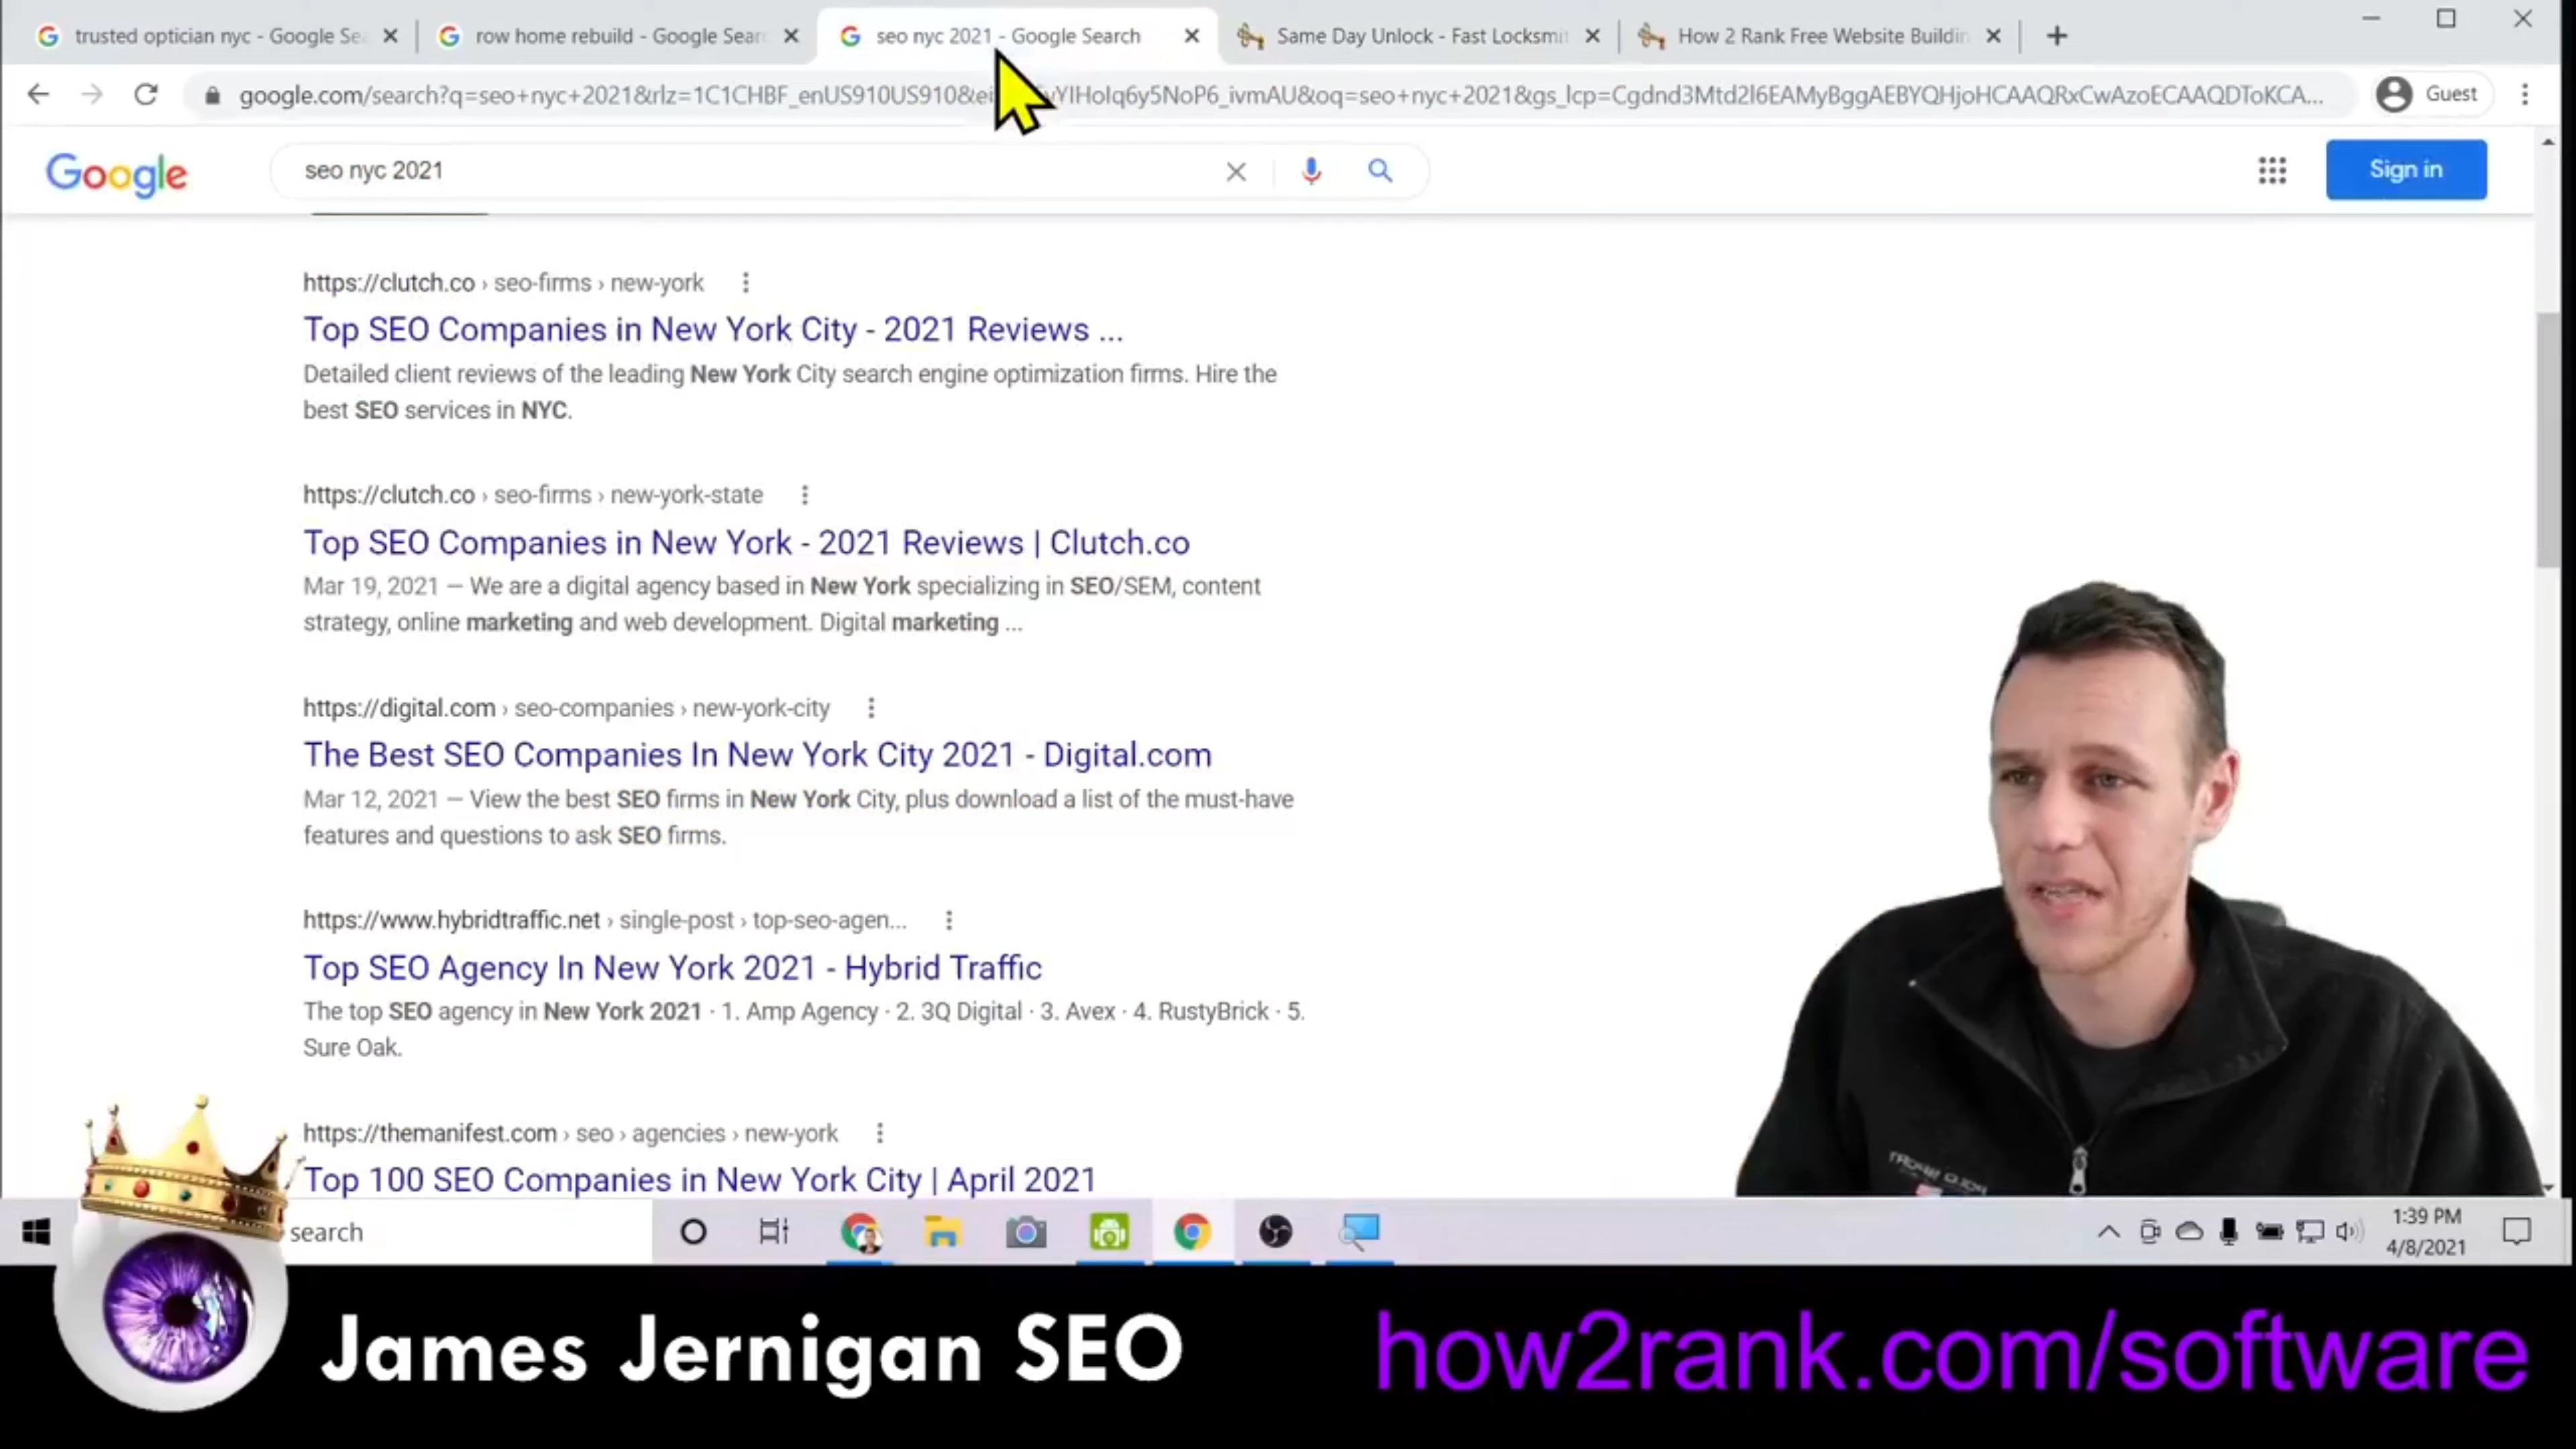 trusted optician nyc - Google Sea
row home rebuild - Google Sear
seo nyc 2021 - Google Search
Same Day Unlock - Fast Locksmit
How 2 Rank Free Website Buildin
google.com/search?q=seo+nyc+2021&rlz=1C1CHBF_enUS910US910&ei
Guest
Google
seo nyc 2021
Sign in
https://clutch.co › seo-firms › new-york
Top SEO Companies in New York City - 2021 Reviews ...
Detailed client reviews of the leading New York City search engine optimization firms. Hire the
best SEO services in NYC.
https://clutch.co › seo-firms › new-york-state
Top SEO Companies in New York - 2021 Reviews | Clutch.co
Mar 19, 2021 — We are a digital agency based in New York specializing in SEO/SEM, content
strategy, online marketing and web development. Digital marketing ...
https://digital.com › seo-companies › new-york-city
The Best SEO Companies In New York City 2021 - Digital.com
Mar 12, 2021 — View the best SEO firms in New York City, plus download a list of the must-have
features and questions to ask SEO firms.
https://www.hybridtraffic.net › single-post › top-seo-agen...
Top SEO Agency In New York 2021 - Hybrid Traffic
The top SEO agency in New York 2021 · 1. Amp Agency · 2. 3Q Digital · 3. Avex · 4. RustyBrick · 5.
Sure Oak.
https://themanifest.com › seo › agencies › new-york
Top 100 SEO Companies in New York City | April 2021
search
1:39 PM
4/8/2021
James Jernigan SEO
how2rank.com/software